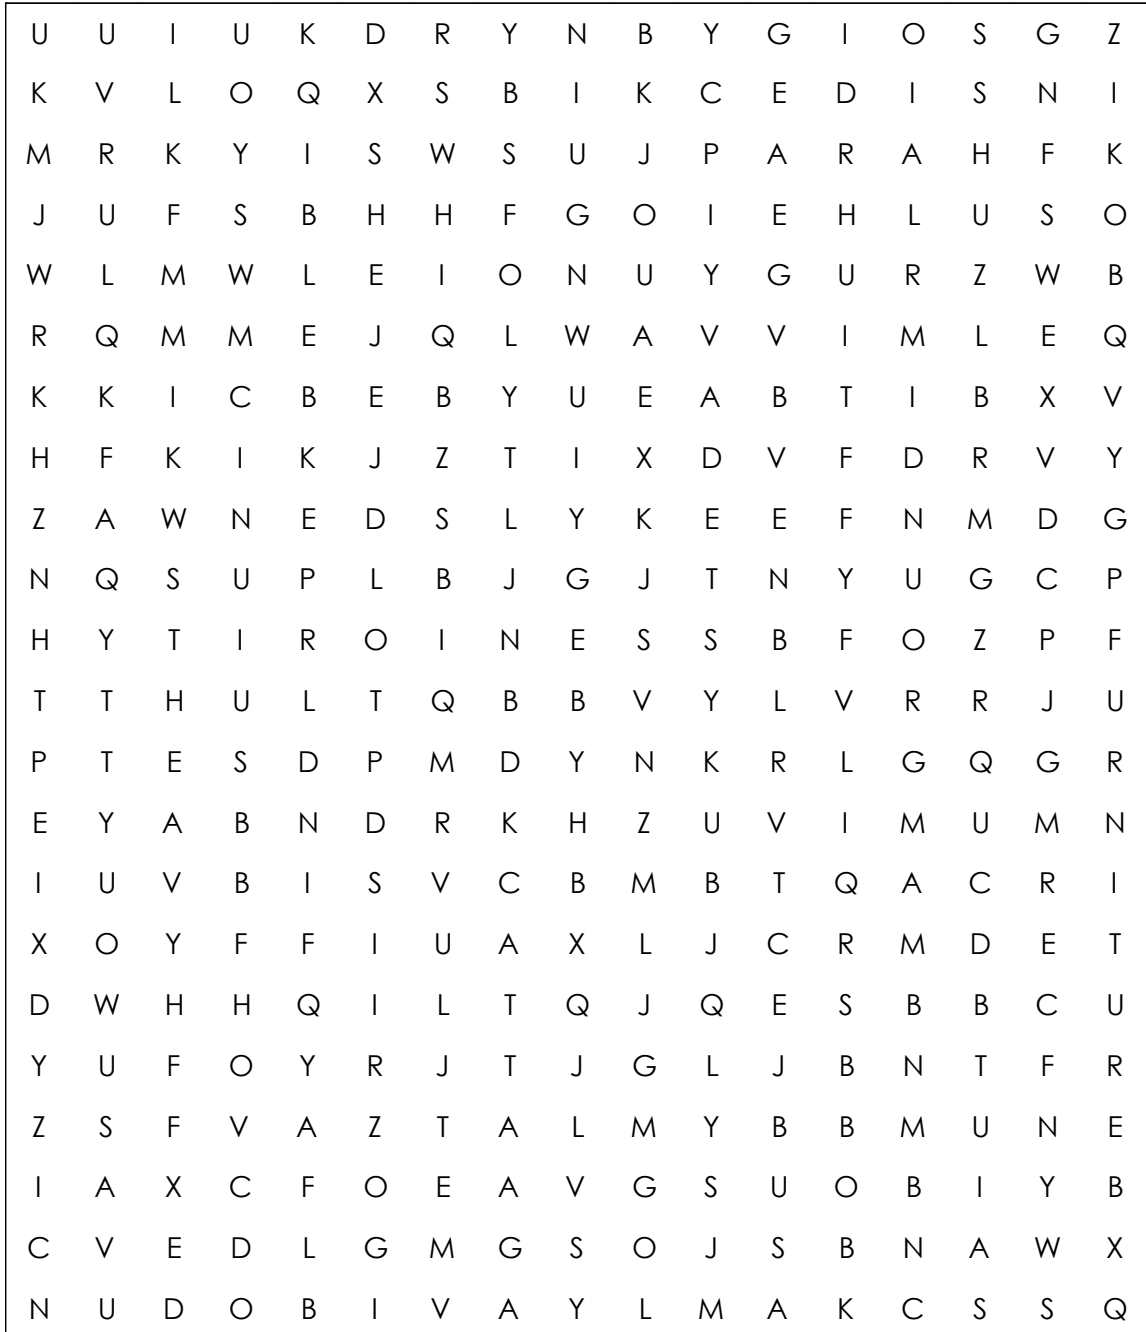 U U I U K D R Y N B Y G I O S G Z
K V L O Q X S B I K C E D I S N I
M R K Y I S W S U J P A R A H F K
J U F S B H H F G O I E H L U S O
W L M W L E I O N U Y G U R Z W B
R Q M M E J Q L W A V V I M L E Q
K K I C B E B Y U E A B T I B X V
H F K I K J Z T I X D V F D R V Y
Z A W N E D S L Y K E E F N M D G
N Q S U P L B J G J T N Y U G C P
H Y T I R O I N E S S B F O Z P F
T T H U L T Q B B V Y L V R R J U
P T E S D P M D Y N K R L G Q G R
E Y A B N D R K H Z U V I M U M N
I U V B I S V C B M B T Q A C R I
X O Y F F I U A X L J C R M D E T
D W H H Q I L T Q J Q E S B B C U
Y U F O Y R J T J G L J B N T F R
Z S F V A Z T A L M Y B B M U N E
I A X C F O E A V G S U O B I Y B
C V E D L G M G S O J S B N A W X
N U D O B I V A Y L M A K C S S Q